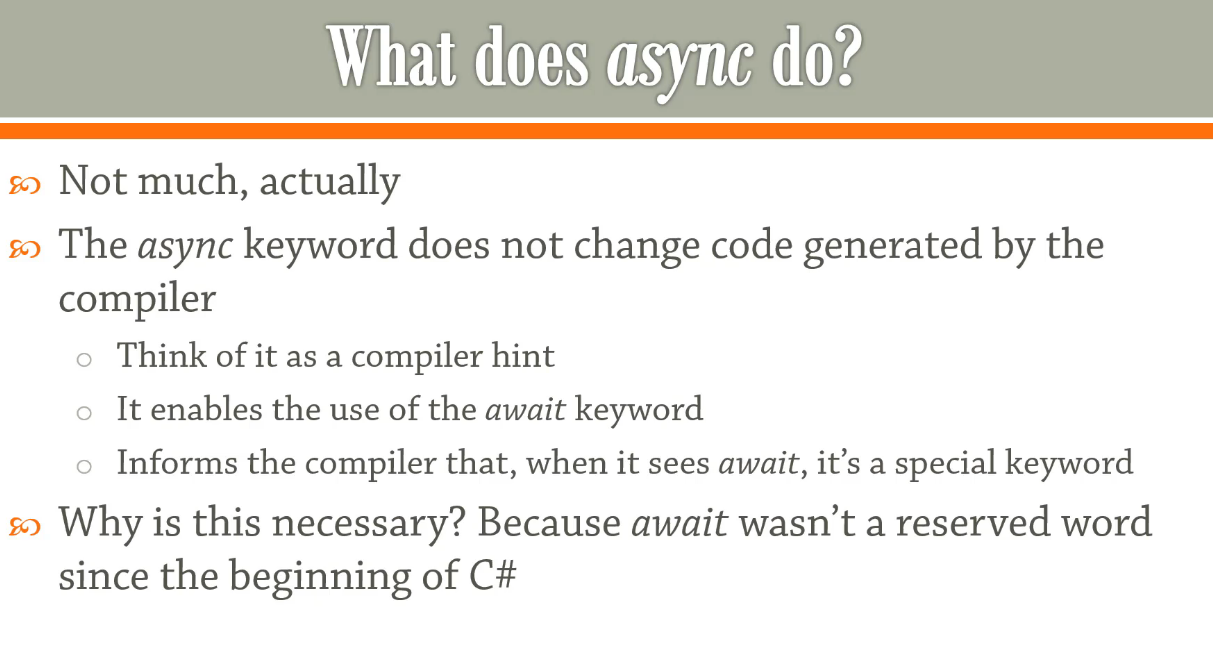 What does async do?
Not much, actually
The async keyword does not change code generated by the
compiler
Think of it as a compiler hint
It enables the use of the await keyword
Informs the compiler that, when it sees await, it's a special keyword
Why is this necessary? Because await wasn't a reserved word
since the beginning of C#